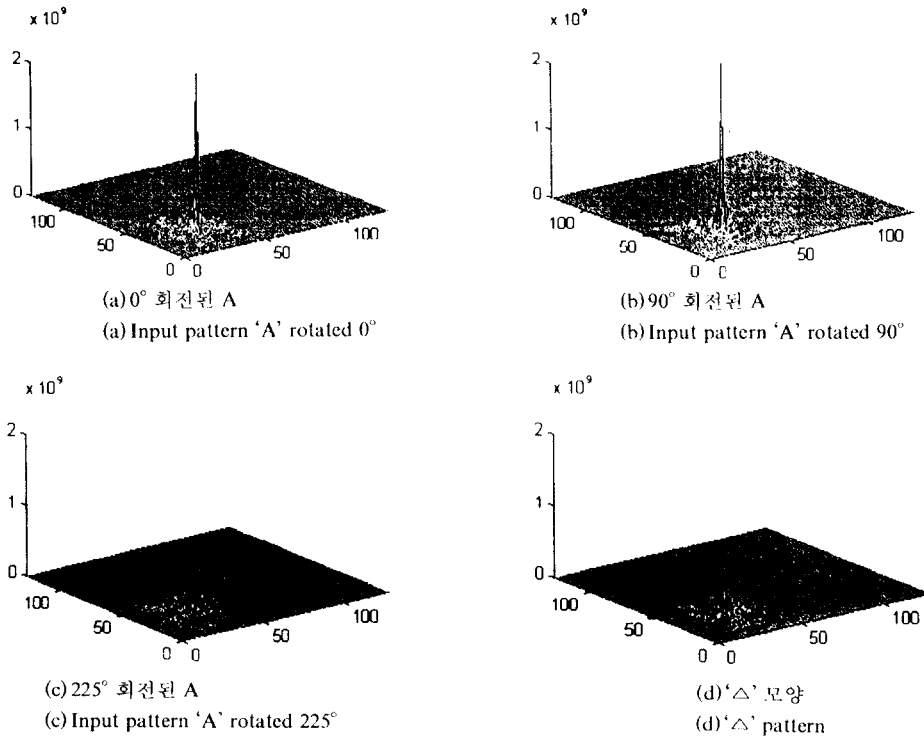 x 10⁹
2
1
0
100
50
0 0
50
100
(a) 0° 회전된 A
(a) Input pattern ‘A’ rotated 0°
x 10⁹
2
1
0
100
50
0 0
50
100
(b) 90° 회전된 A
(b) Input pattern ‘A’ rotated 90°
x 10⁹
2
1
0
100
50
0 0
50
100
(c) 225° 회전된 A
(c) Input pattern ‘A’ rotated 225°
x 10⁹
2
1
0
100
50
0 0
50
100
(d) ‘△’ 모양
(d) ‘△’ pattern